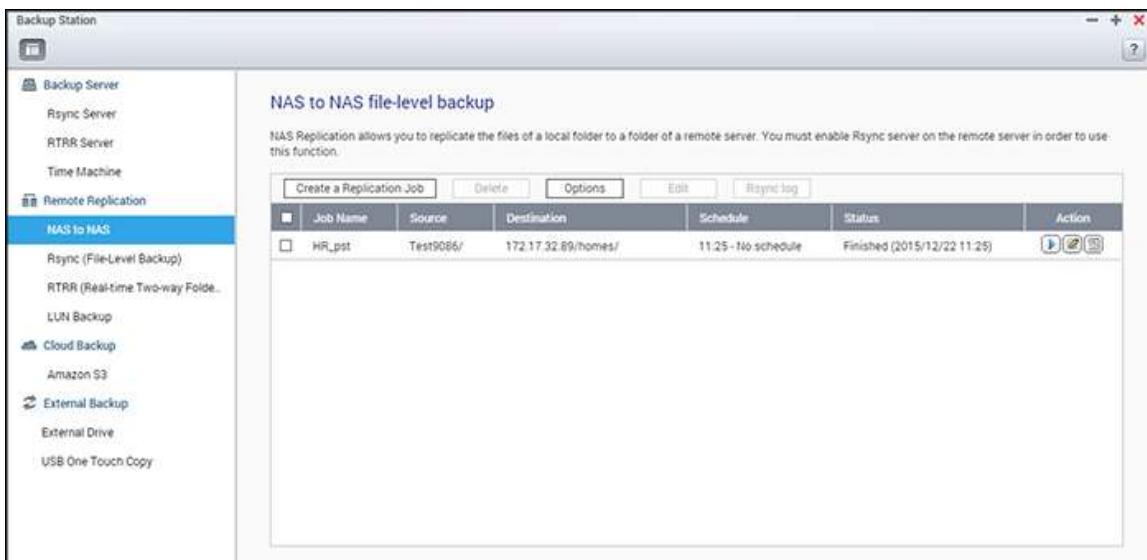 Backup Station
?
Backup Server
Rsync Server
RTRR Server
Time Machine
Remote Replication
NAS to NAS
Rsync (File-Level Backup)
RTRR (Real-time Two-way Folde..
LUN Backup
Cloud Backup
Amazon S3
External Backup
External Drive
USB One Touch Copy
NAS to NAS file-level backup
NAS Replication allows you to replicate the files of a local folder to a folder of a remote server. You must enable Rsync server on the remote server in order to use
this function.
Create a Replication Job Delete Options Edit Rsync log
Job Name Source Destination Schedule Status Action
HR_pst Test9086/ 172.17.32.89/homes/ 11:25 - No schedule Finished (2015/12/22 11:25)